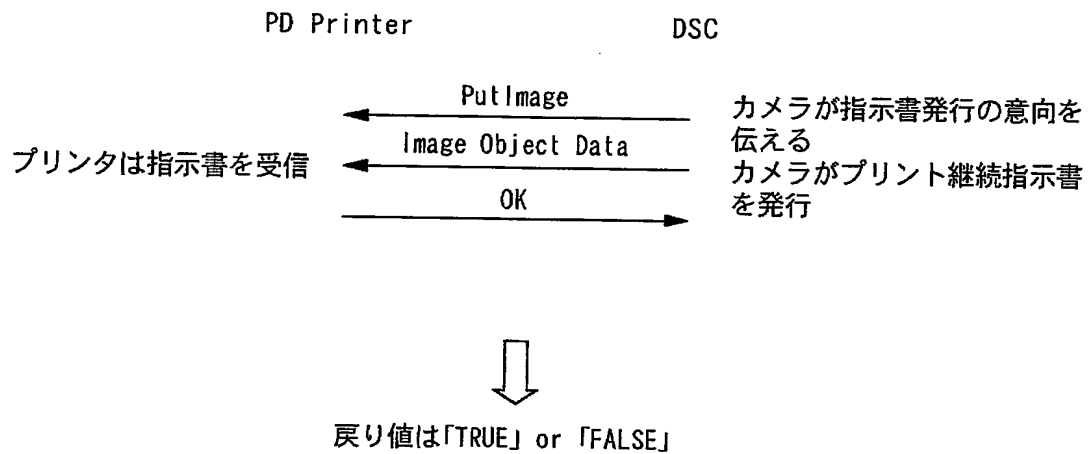 PD Printer DSC
PutImage
カメラが指示書発行の意向を
伝える
Image Object Data
プリンタは指示書を受信
カメラがプリント継続指示書
を発行
OK
戻り値は「TRUE」 or 「FALSE」